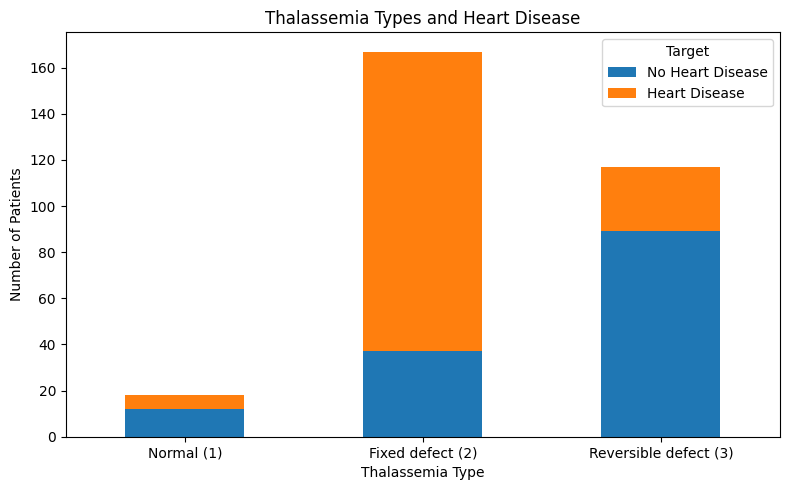 Thalassemia Types and Heart Disease
Target
No Heart Disease
Heart Disease
Number of Patients
160
140
120
100
80
60
40
20
0
Normal (1)
Fixed defect (2)
Reversible defect (3)
Thalassemia Type